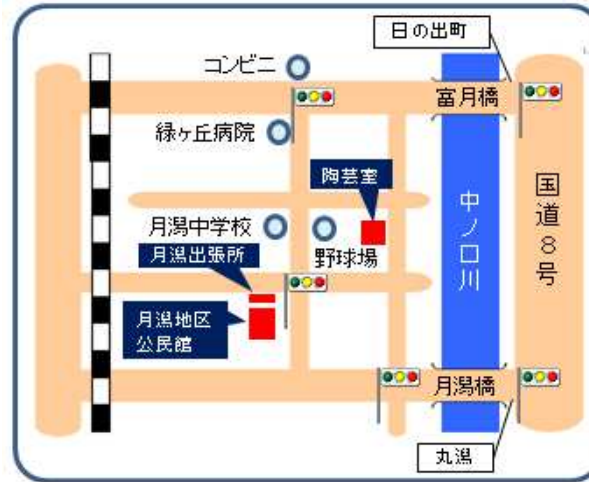 日の出町
コンビニ
富月橋
緑ヶ丘病院
陶芸室
国道8号
中ノ口川
月潟中学校
野球場
月潟出張所
月潟地区
公民館
月潟橋
丸潟